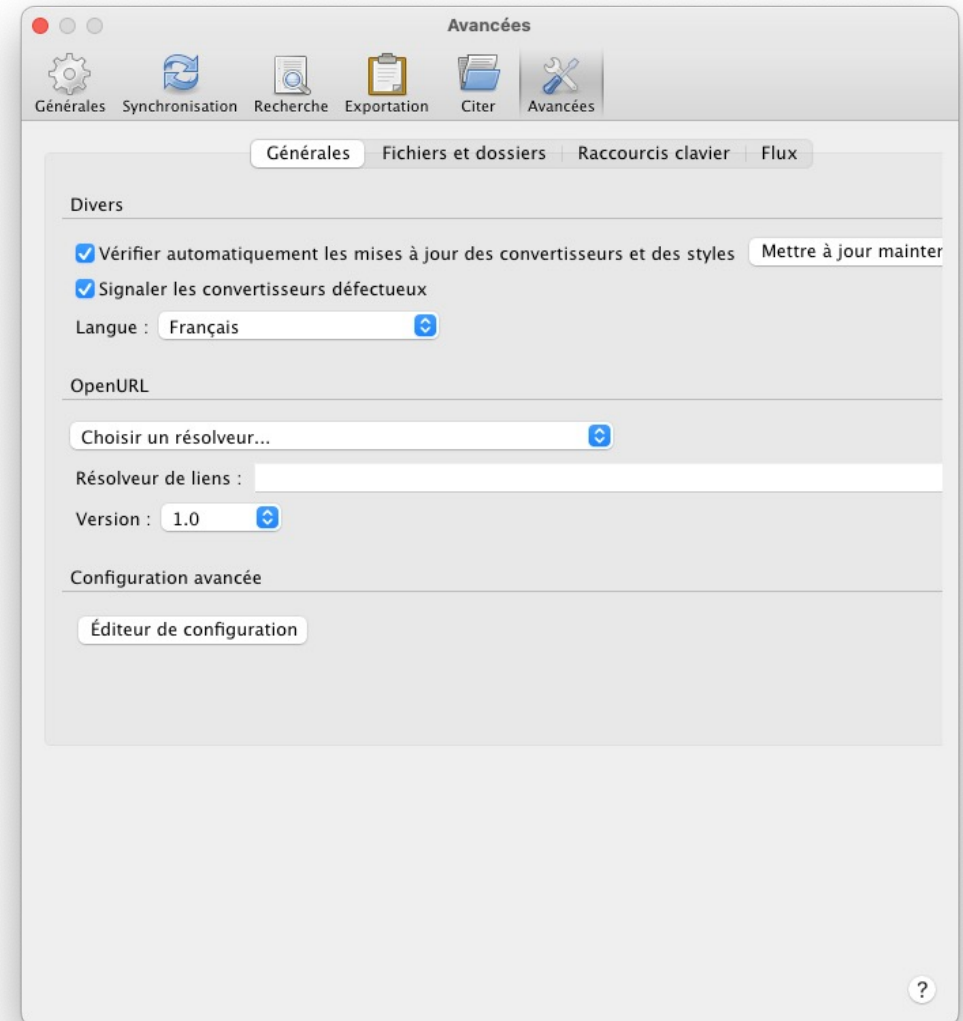 Avancées
Générales Synchronisation Recherche Exportation Citer Avancées
Générales Fichiers et dossiers Raccourcis clavier Flux
Divers
Vérifier automatiquement les mises à jour des convertisseurs et des styles Mettre à jour mainter
Signaler les convertisseurs défectueux
Langue : Français
OpenURL
Choisir un résolveur...
Résolveur de liens :
Version : 1.0
Configuration avancée
Éditeur de configuration
?